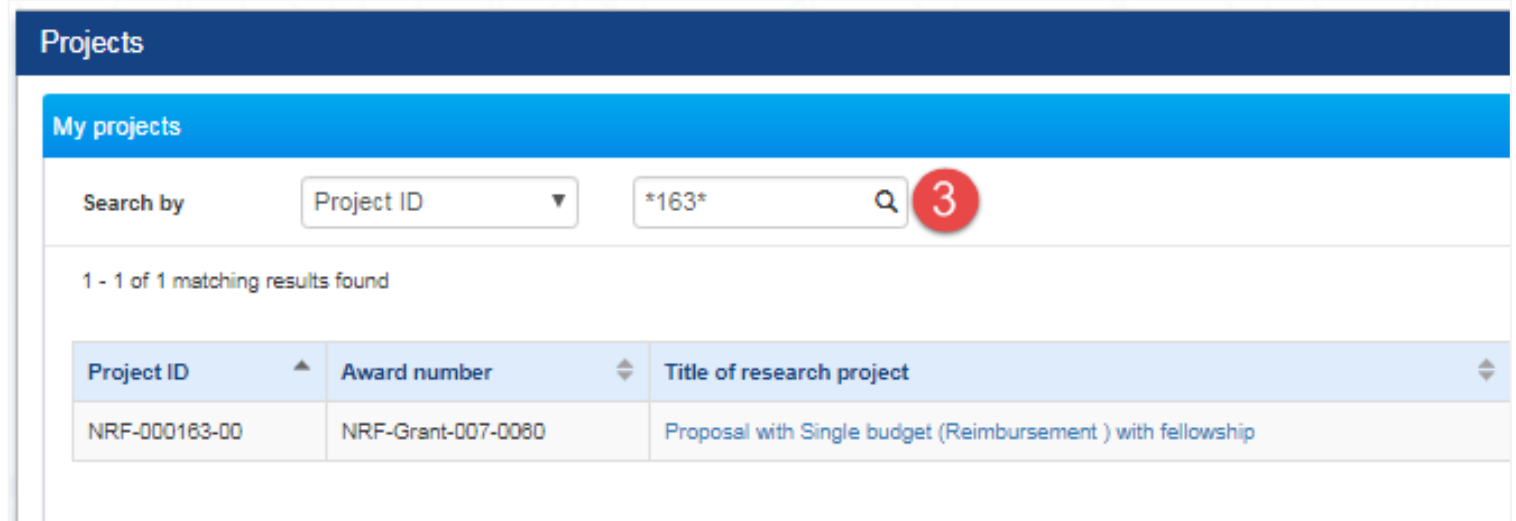 Projects
My projects
Search by Project ID *163* 3
1 - 1 of 1 matching results found
Project ID Award number Title of research project
NRF-000163-00 NRF-Grant-007-0060 Proposal with Single budget (Reimbursement ) with fellowship